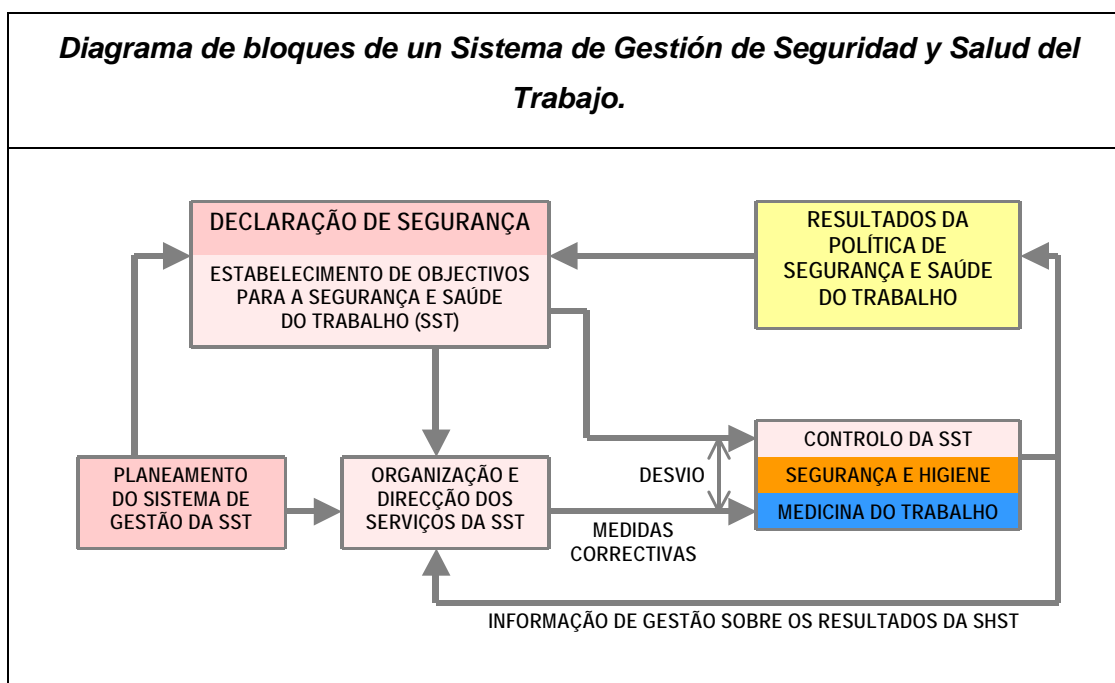 Diagrama de bloques de un Sistema de Gestión de Seguridad y Salud del
Trabajo.
DECLARAÇÃO DE SEGURANÇA
ESTABELECIMENTO DE OBJECTIVOS
PARA A SEGURANÇA E SAÚDE
DO TRABALHO (SST)
RESULTADOS DA
POLÍTICA DE
SEGURANÇA E SAÚDE
DO TRABALHO
PLANEAMENTO
DO SISTEMA DE
GESTÃO DA SST
ORGANIZAÇÃO E
DIRECÇÃO DOS
SERVIÇOS DA SST
DESVIO
MEDIDAS
CORRECTIVAS
CONTROLO DA SST
SEGURANÇA E HIGIENE
MEDICINA DO TRABALHO
INFORMAÇÃO DE GESTÃO SOBRE OS RESULTADOS DA SHST